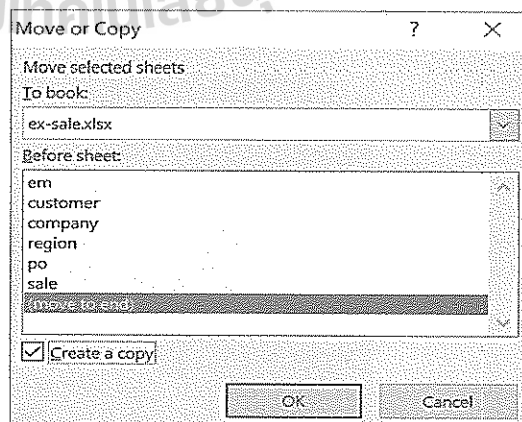 Move or Copy ?
Move selected sheets
To book:
ex-sale.xlsx
Before sheet:
em
customer
company
region
po
sale
(move to end)
Create a copy
OK Cancel